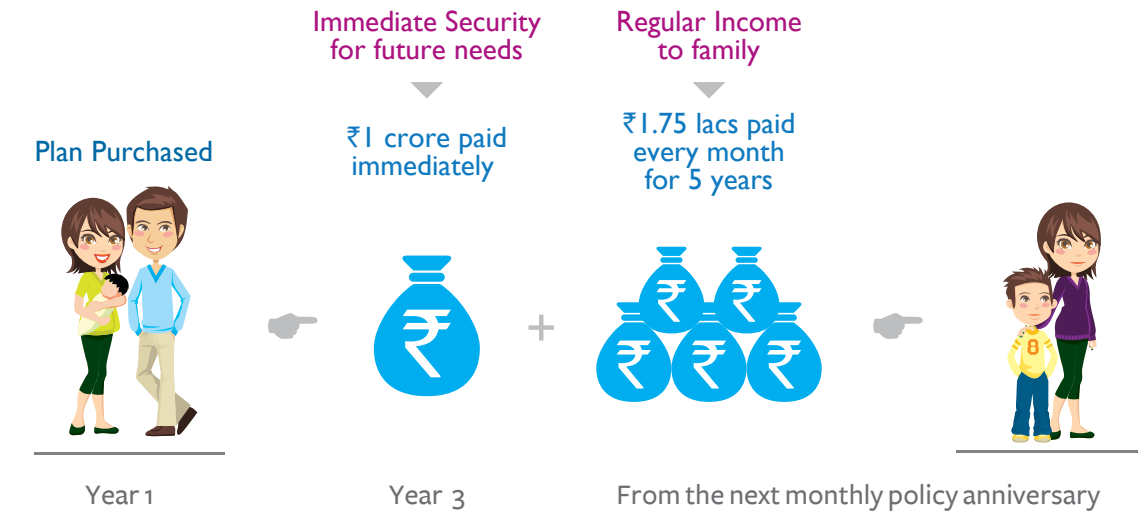 Immediate Security
for future needs
Regular Income
to family
Plan Purchased
₹1 crore paid
immediately
₹1.75 lacs paid
every month
for 5 years
₹
₹
₹
₹
₹
₹
8
Year 1
Year 3
From the next monthly policy anniversary